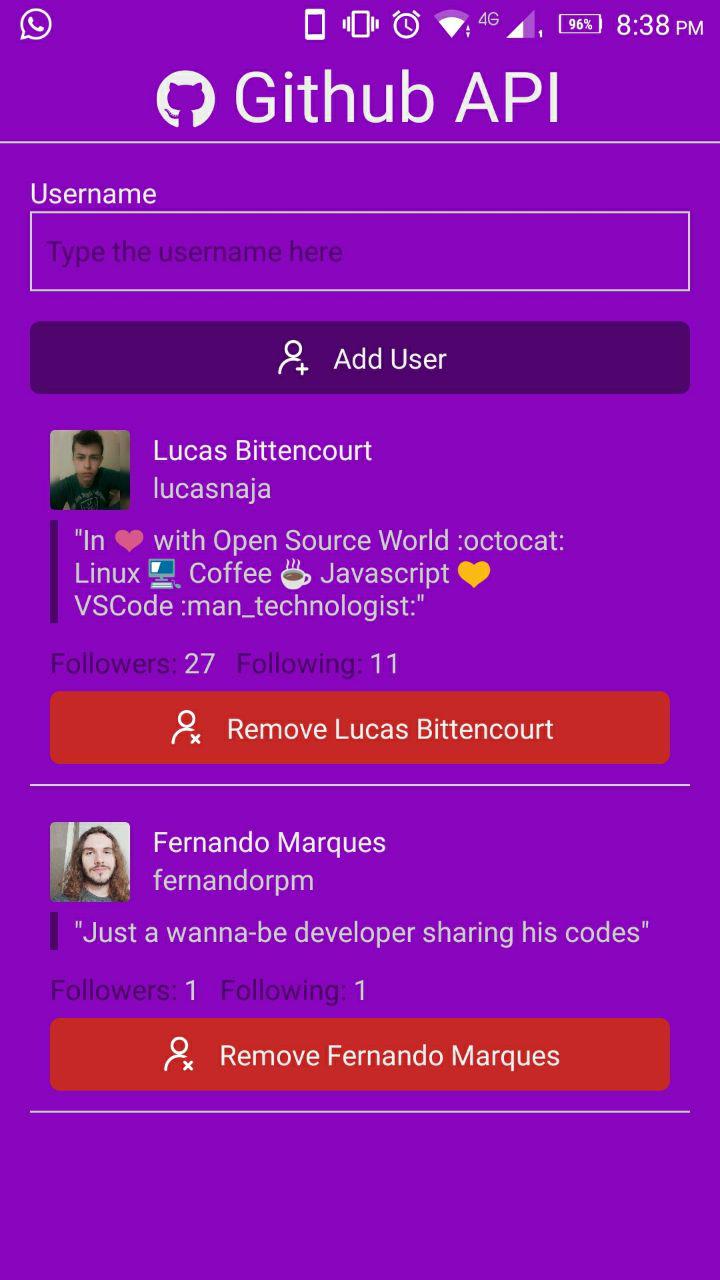 4G 96% 8:38 PM
Github API
Username
Type the username here
Add User
Lucas Bittencourt
lucasnaja
"In ❤️ with Open Source World :octocat:
Linux 💻 Coffee ☕ Javascript 💛
VSCode :man_technologist:"
Followers: 27 Following: 11
Remove Lucas Bittencourt
Fernando Marques
fernandorpm
"Just a wanna-be developer sharing his codes"
Followers: 1 Following: 1
Remove Fernando Marques